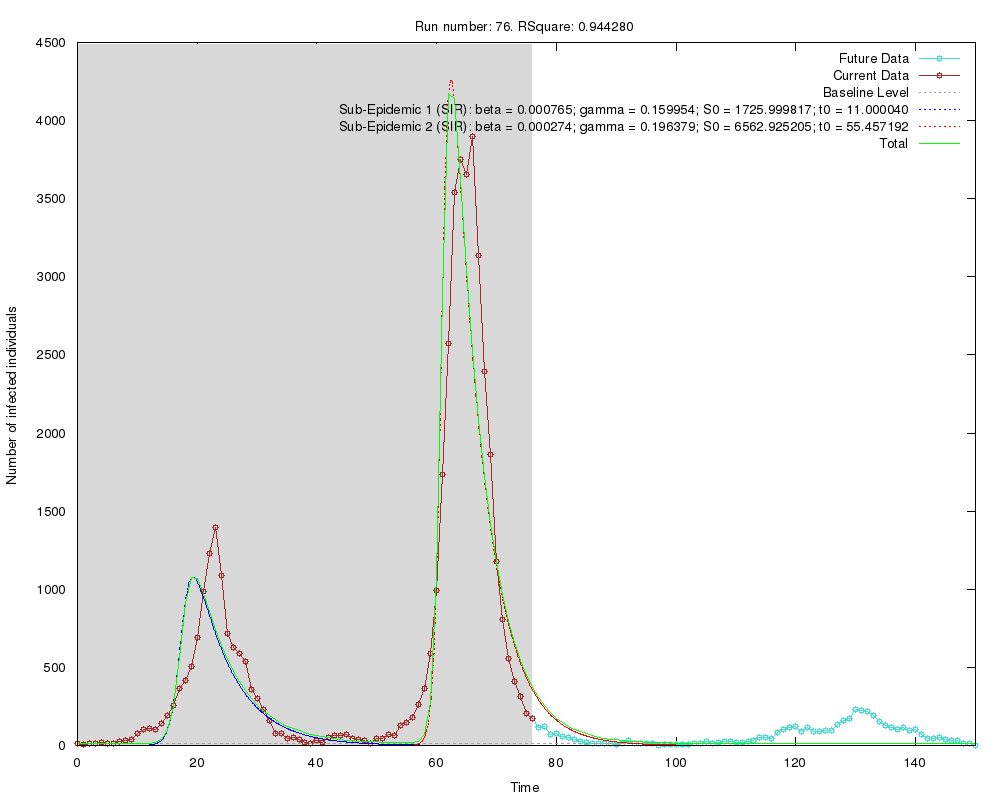 Run number: 76. RSquare: 0.944280
Future Data
Current Data
Baseline Level
Sub-Epidemic 1 (SIR): beta = 0.000765; gamma = 0.159954; S0 = 1725.999817; t0 = 11.000040
Sub-Epidemic 2 (SIR): beta = 0.000274; gamma = 0.196379; S0 = 6562.925205; t0 = 55.457192
Total
Number of infected individuals
4500
4000
3500
3000
2500
2000
1500
1000
500
0
0 20 40 60 80 100 120 140
Time